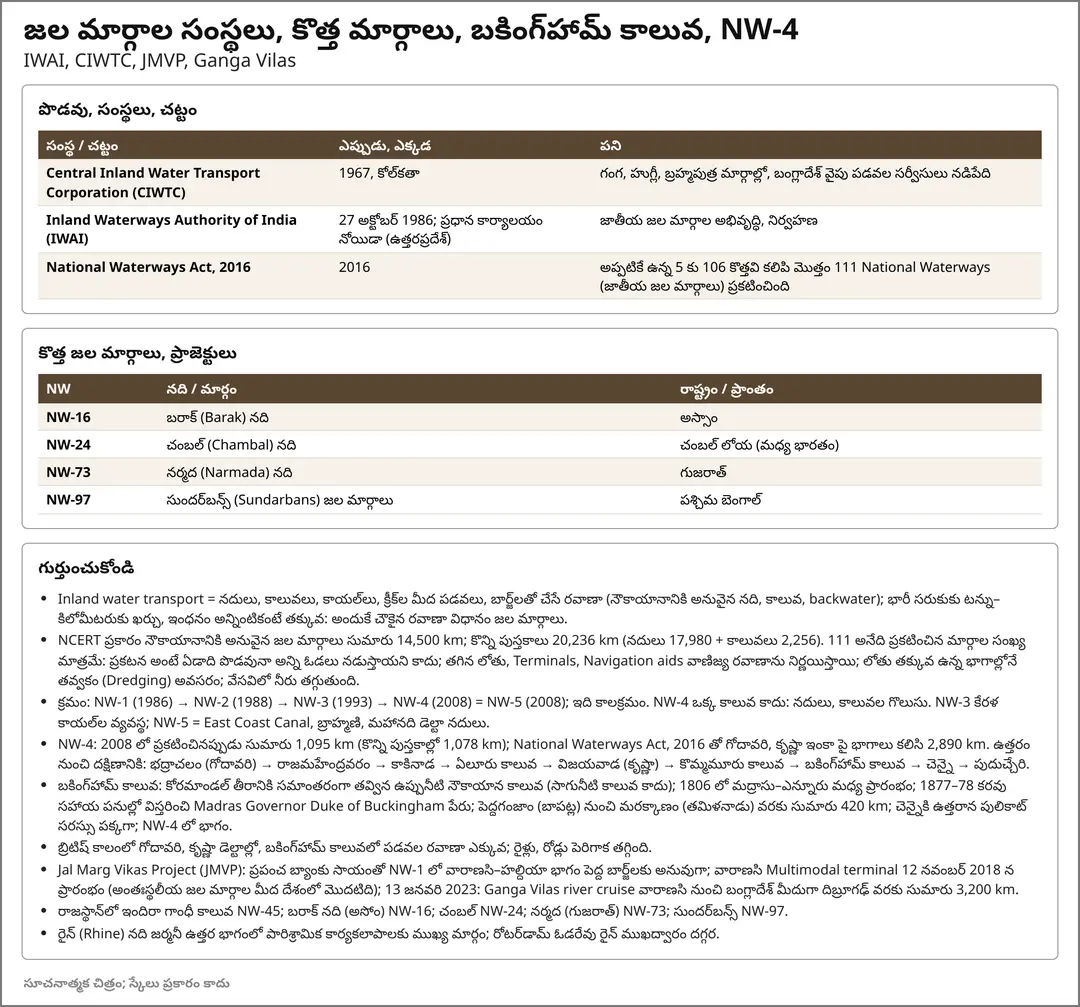 జల మార్గాల సంస్థలు, కొత్త మార్గాలు, బకింగ్‌హామ్ కాలువ, NW-4
IWAI, CIWTC, JMVP, Ganga Vilas
పొడవు, సంస్థలు, చట్టం
సంస్థ / చట్టం ఎప్పుడు, ఎక్కడ పని
Central Inland Water Transport Corporation (CIWTC) 1967, కోల్‌కతా గంగ, హుగ్లీ, బ్రహ్మపుత్ర మార్గాల్లో, బంగ్లాదేశ్ వైపు పడవల సర్వీసులు నడిపేది
Inland Waterways Authority of India (IWAI) 27 అక్టోబర్ 1986; ప్రధాన కార్యాలయం నోయిడా (ఉత్తరప్రదేశ్) జాతీయ జల మార్గాల అభివృద్ధి, నిర్వహణ
National Waterways Act, 2016 2016 అప్పటికే ఉన్న 5 కు 106 కొత్తవి కలిపి మొత్తం 111 National Waterways (జాతీయ జల మార్గాలు) ప్రకటించింది
కొత్త జల మార్గాలు, ప్రాజెక్టులు
NW నది / మార్గం రాష్ట్రం / ప్రాంతం
NW-16 బరాక్ (Barak) నది అస్సాం
NW-24 చంబల్ (Chambal) నది చంబల్ లోయ (మధ్య భారతం)
NW-73 నర్మద (Narmada) నది గుజరాత్
NW-97 సుందర్‌బన్స్ (Sundarbans) జల మార్గాలు పశ్చిమ బెంగాల్
గుర్తుంచుకోండి
• Inland water transport = నదులు, కాలువలు, కాయల్‌లు, క్రీక్‌ల మీద పడవలు, బార్జ్‌లతో చేసే రవాణా (నౌకాయానానికి అనువైన నది, కాలువ, backwater); భారీ సరుకుకు టన్ను–
కిలోమీటరుకు ఖర్చు, ఇంధనం అన్నింటికంటే తక్కువ: అందుకే చౌకైన రవాణా విధానం జల మార్గాలు.
• NCERT ప్రకారం నౌకాయానానికి అనువైన జల మార్గాలు సుమారు 14,500 km; కొన్ని పుస్తకాలు 20,236 km (నదులు 17,980 + కాలువలు 2,256). 111 అనేది ప్రకటించిన మార్గాల సంఖ్య
మాత్రమే: ప్రకటన అంటే ఏడాది పొడవునా అన్ని ఓడలు నడుస్తాయని కాదు; తగిన లోతు, Terminals, Navigation aids వాణిజ్య రవాణాను నిర్ణయిస్తాయి; లోతు తక్కువ ఉన్న భాగాల్లోనే
తవ్వకం (Dredging) అవసరం; వేసవిలో నీరు తగ్గుతుంది.
• క్రమం: NW-1 (1986) → NW-2 (1988) → NW-3 (1993) → NW-4 (2008) = NW-5 (2008); ఇది కాలక్రమం. NW-4 ఒక్క కాలువ కాదు: నదులు, కాలువల గొలుసు. NW-3 కేరళ
కాయల్‌ల వ్యవస్థ; NW-5 = East Coast Canal, బ్రాహ్మణి, మహానది డెల్టా నదులు.
• NW-4: 2008 లో ప్రకటించినప్పుడు సుమారు 1,095 km (కొన్ని పుస్తకాల్లో 1,078 km); National Waterways Act, 2016 తో గోదావరి, కృష్ణా ఇంకా పై భాగాలు కలిసి 2,890 km. ఉత్తరం
నుంచి దక్షిణానికి: భద్రాచలం (గోదావరి) → రాజమహేంద్రవరం → కాకినాడ → ఏలూరు కాలువ → విజయవాడ (కృష్ణా) → కొమ్మమూరు కాలువ → బకింగ్‌హామ్ కాలువ → చెన్నై → పుదుచ్చేరి.
• బకింగ్‌హామ్ కాలువ: కోరమాండల్ తీరానికి సమాంతరంగా తవ్విన ఉప్పునీటి నౌకాయాన కాలువ (సాగునీటి కాలువ కాదు); 1806 లో మద్రాసు–ఎన్నూరు మధ్య ప్రారంభం; 1877–78 కరవు
సహాయ పనుల్లో విస్తరించి Madras Governor Duke of Buckingham పేరు; పెద్దగంజాం (బాపట్ల) నుంచి మరక్కాణం (తమిళనాడు) వరకు సుమారు 420 km; చెన్నైకి ఉత్తరాన పులికాట్
సరస్సు పక్కగా; NW-4 లో భాగం.
• బ్రిటిష్ కాలంలో గోదావరి, కృష్ణా డెల్టాల్లో, బకింగ్‌హామ్ కాలువలో పడవల రవాణా ఎక్కువ; రైళ్లు, రోడ్లు పెరిగాక తగ్గింది.
• Jal Marg Vikas Project (JMVP): ప్రపంచ బ్యాంకు సాయంతో NW-1 లో వారాణసి–హల్దియా భాగం పెద్ద బార్జ్‌లకు అనువుగా; వారాణసి Multimodal terminal 12 నవంబర్ 2018 న
ప్రారంభం (అంతఃస్థలీయ జల మార్గాల మీద దేశంలో మొదటిది); 13 జనవరి 2023: Ganga Vilas river cruise వారాణసి నుంచి బంగ్లాదేశ్ మీదుగా దిబ్రూగఢ్ వరకు సుమారు 3,200 km.
• రాజస్థాన్‌లో ఇందిరా గాంధీ కాలువ NW-45; బరాక్ నది (అసోం) NW-16; చంబల్ NW-24; నర్మద (గుజరాత్) NW-73; సుందర్‌బన్స్ NW-97.
• రైన్ (Rhine) నది జర్మనీ ఉత్తర భాగంలో పారిశ్రామిక కార్యకలాపాలకు ముఖ్య మార్గం; రోటర్‌డామ్ ఓడరేవు రైన్ ముఖద్వారం దగ్గర.
సూచనాత్మక చిత్రం; స్కేలు ప్రకారం కాదు